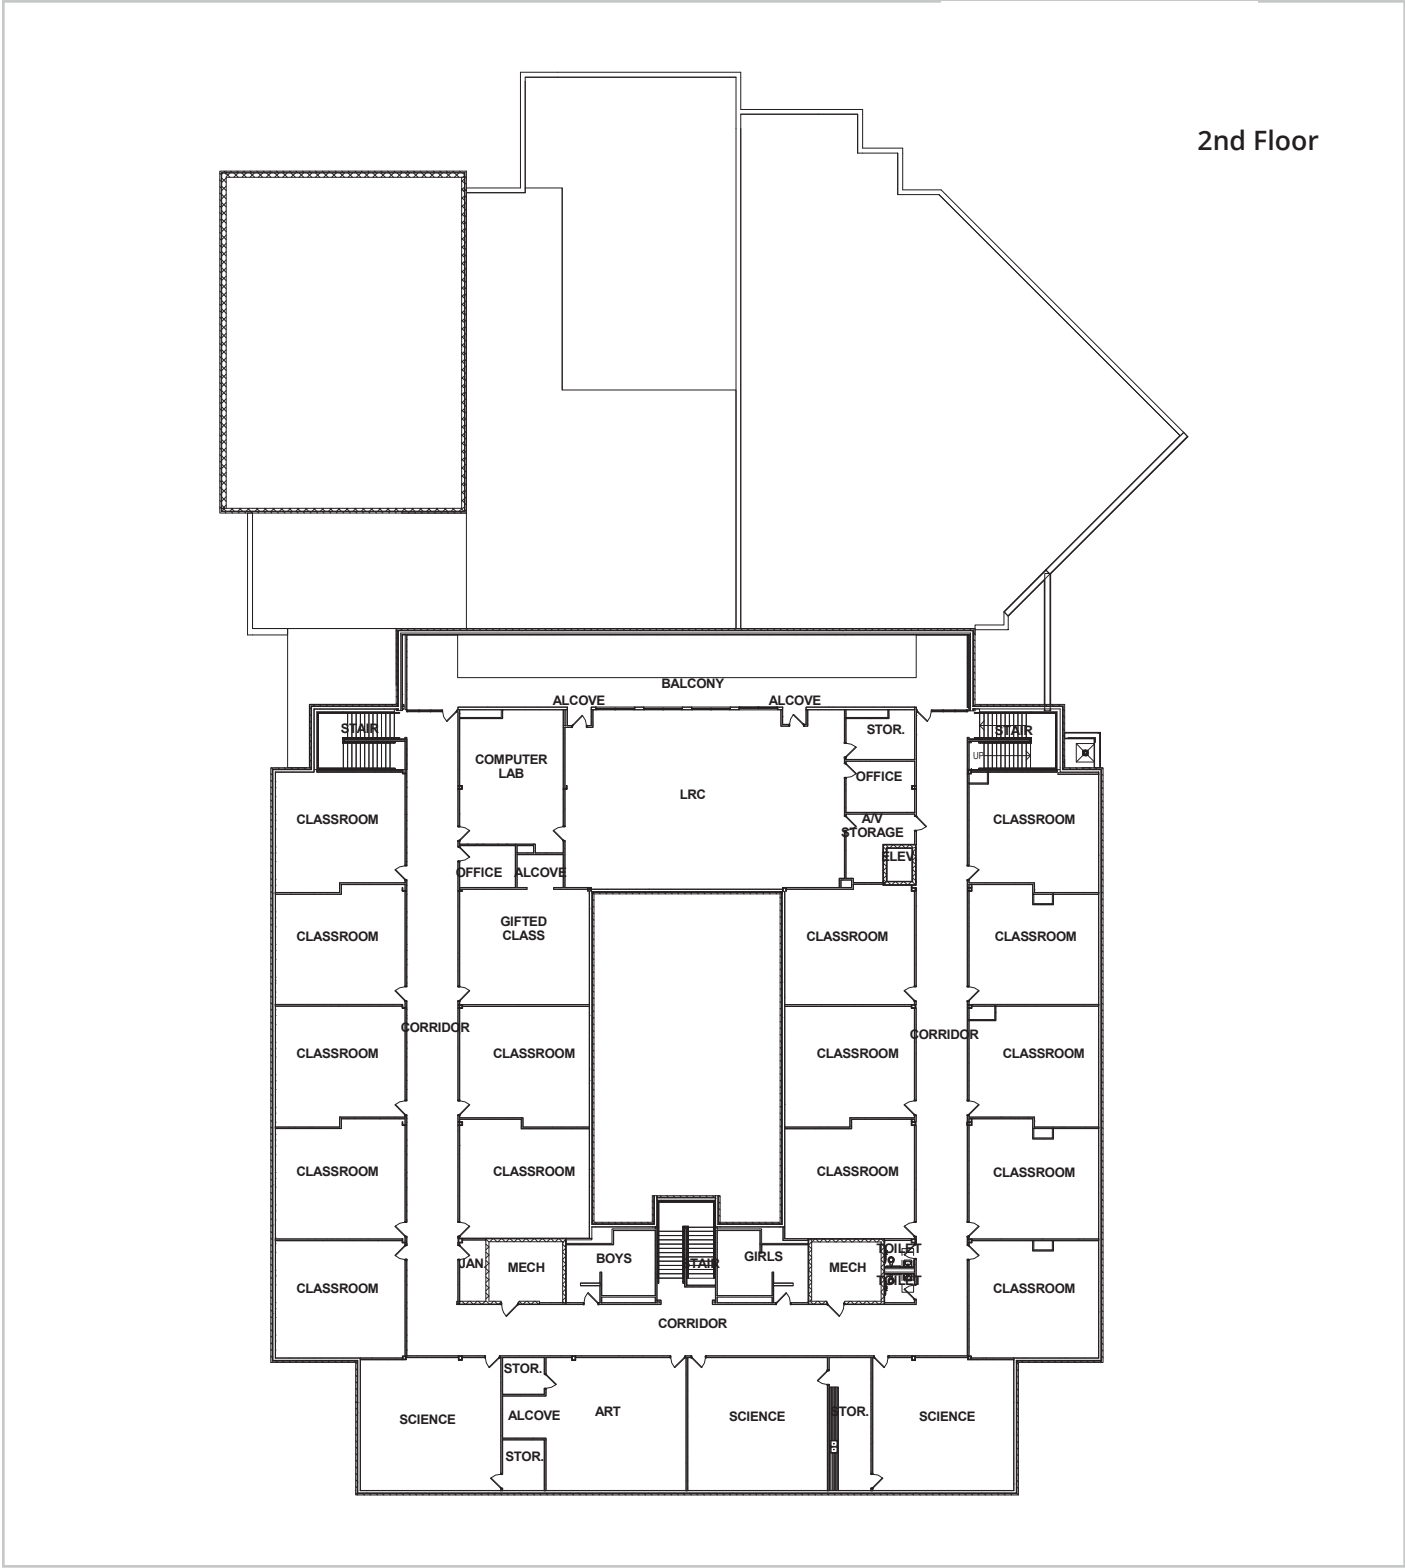 2nd Floor
BALCONY
ALCOVE
ALCOVE
STAIR
STOR.
STAIR
COMPUTER
LAB
UP
OFFICE
LRC
CLASSROOM
A/V
STORAGE
CLASSROOM
ELEV
OFFICE
ALCOVE
GIFTED
CLASS
CLASSROOM
CLASSROOM
CLASSROOM
CORRIDOR
CORRIDOR
CLASSROOM
CLASSROOM
CLASSROOM
CLASSROOM
CLASSROOM
CLASSROOM
CLASSROOM
CLASSROOM
TOILET
BOYS
GIRLS
JAN.
MECH
STAIR
MECH
TOILET
CLASSROOM
CLASSROOM
CORRIDOR
STOR.
SCIENCE
ALCOVE
ART
SCIENCE
STOR.
SCIENCE
STOR.